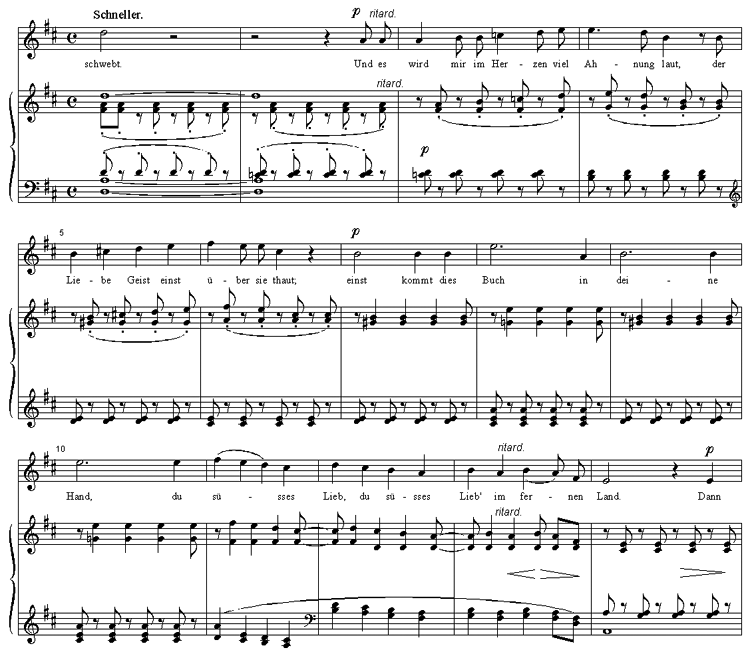 Schneller.
p ritard.
schwebt. Und es wird mir im Her- zen viel Ah- nung laut, der
ritard.
p
5
p
Lie- be Geist einst ü- ber sie thaut; einst kommt dies Buch in dei- ne
10
ritard.
p
Hand, du sü- sses Lieb, du sü- sses Lieb' im fer- nen Land. Dann
ritard.